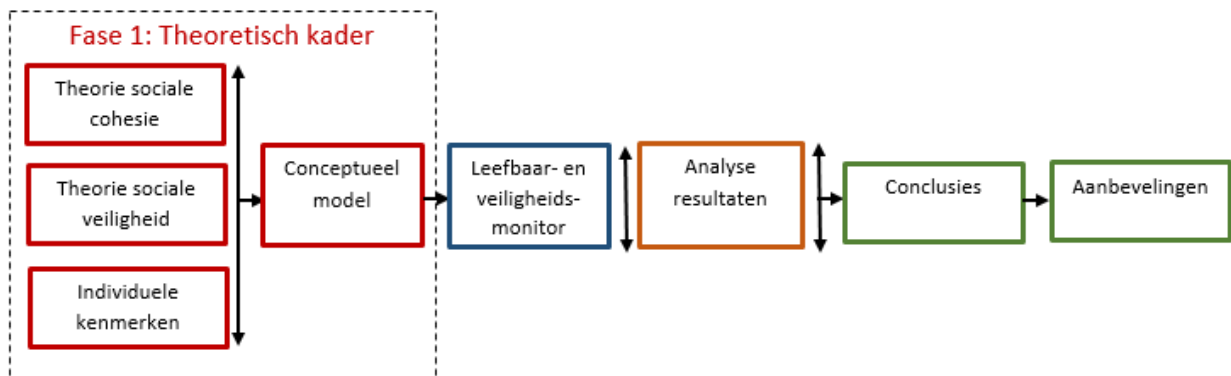 Fase 1: Theoretisch kader
Theorie sociale
cohesie
Theorie sociale
veiligheid
Individuele
kenmerken
Conceptueel
model
Leefbaar- en
veiligheids-
monitor
Analyse
resultaten
Conclusies
Aanbevelingen